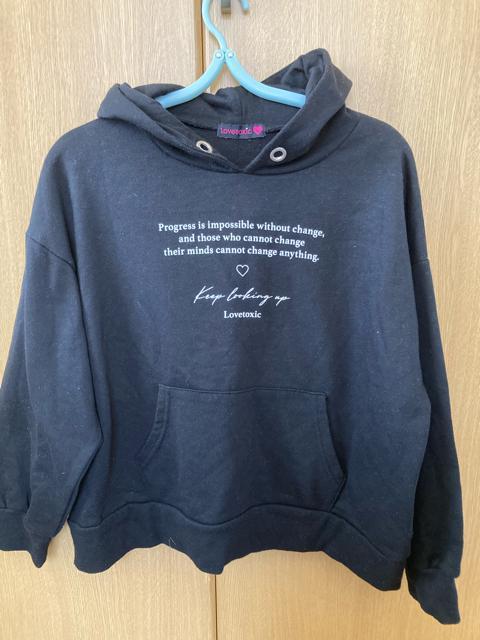 Lovetoxic
Progress is impossible without change,
and those who cannot change
their minds cannot change anything.
Keep looking up
Lovetoxic